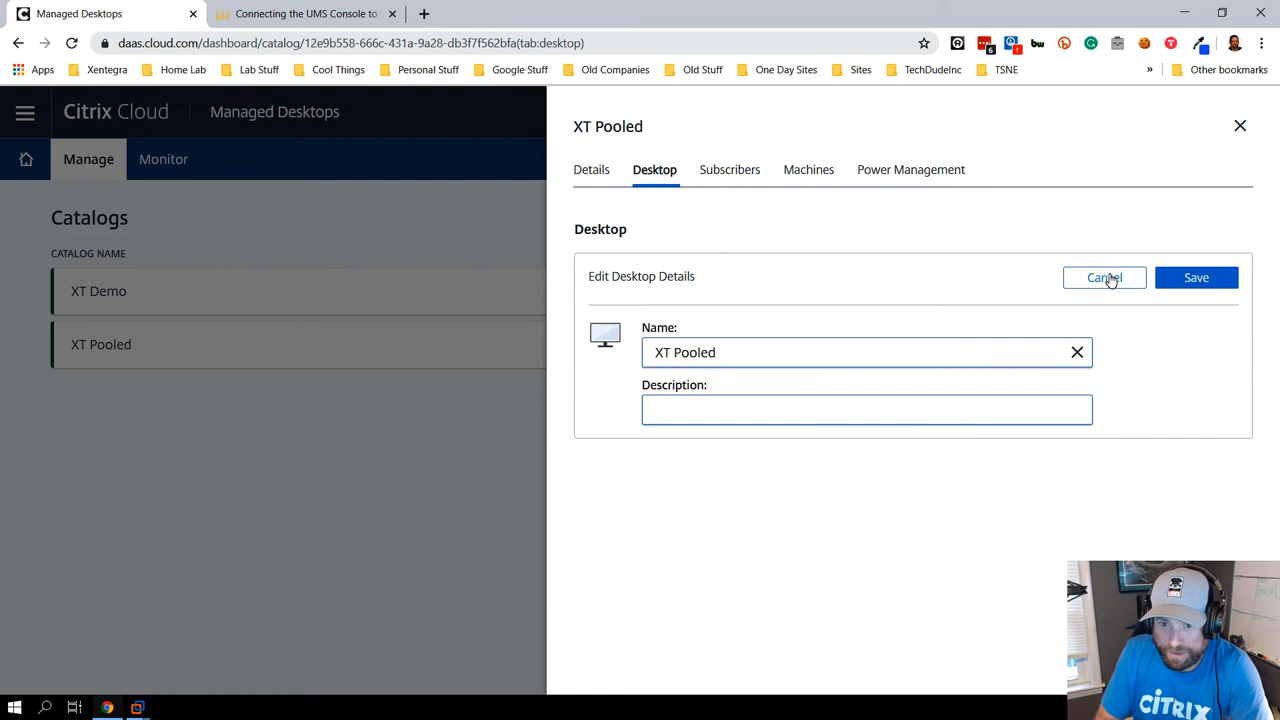 Managed Desktops
Connecting the UMS Console to
daas.cloud.com/dashboard/catalog/12e9b558-666c-431a-9a28-db3f7f562bfa(tab:desktop)
Apps
Xentegra
Home Lab
Lab Stuff
Cool Things
Personal Stuff
Google Stuff
Old Companies
Old Stuff
One Day Sites
Sites
TechDudeInc
TSNE
»
Other bookmarks
Citrix Cloud
Managed Desktops
Manage
Monitor
Catalogs
CATALOG NAME
XT Demo
XT Pooled
XT Pooled
Details
Desktop
Subscribers
Machines
Power Management
Desktop
Edit Desktop Details
Cancel
Save
Name:
XT Pooled
Description:
CİTRİX